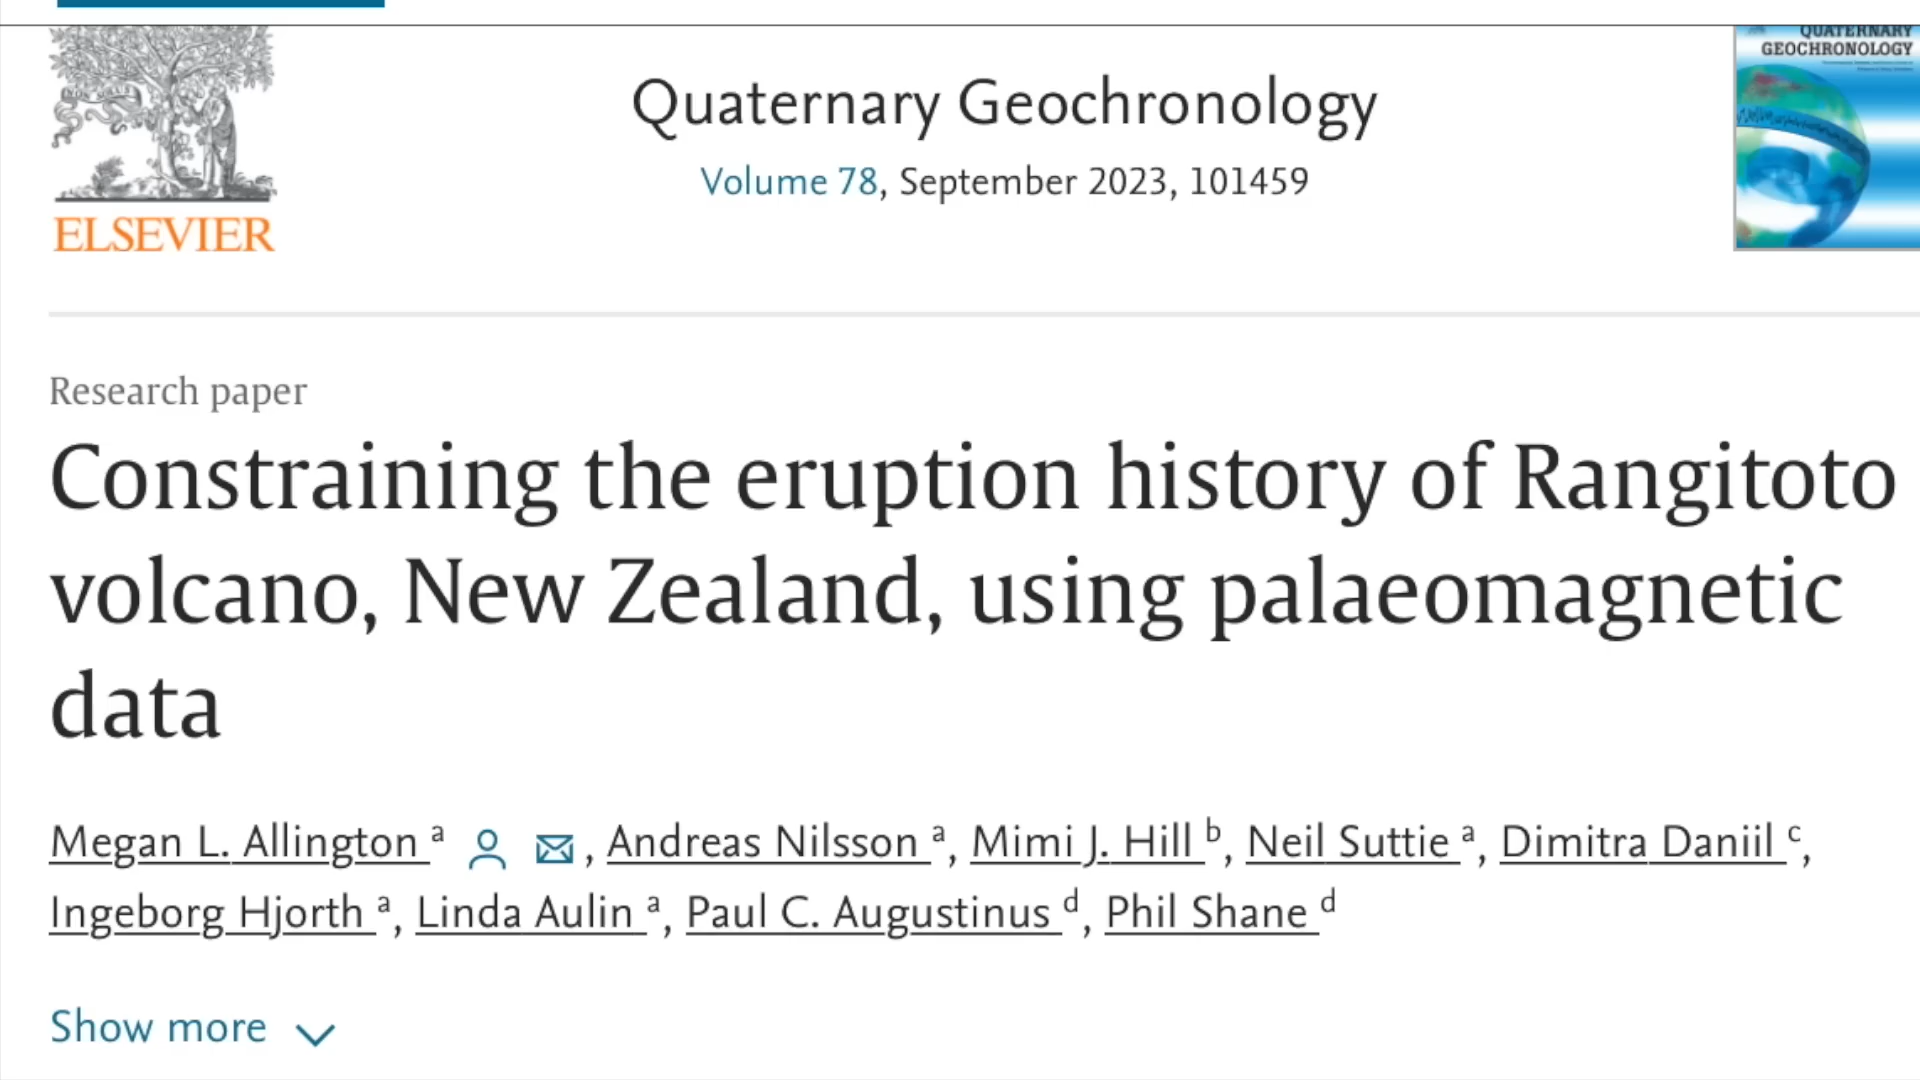 QUATERNARY
GEOCHRONOLOGY
Quaternary Geochronology
Volume 78, September 2023, 101459
ELSEVIER
Research paper
Constraining the eruption history of Rangitoto
volcano, New Zealand, using palaeomagnetic
data
Megan L. Allington a, Andreas Nilsson a, Mimi J. Hill b, Neil Suttie a, Dimitra Daniil c,
Ingeborg Hjorth a, Linda Aulin a, Paul C. Augustinus d, Phil Shane d
Show more